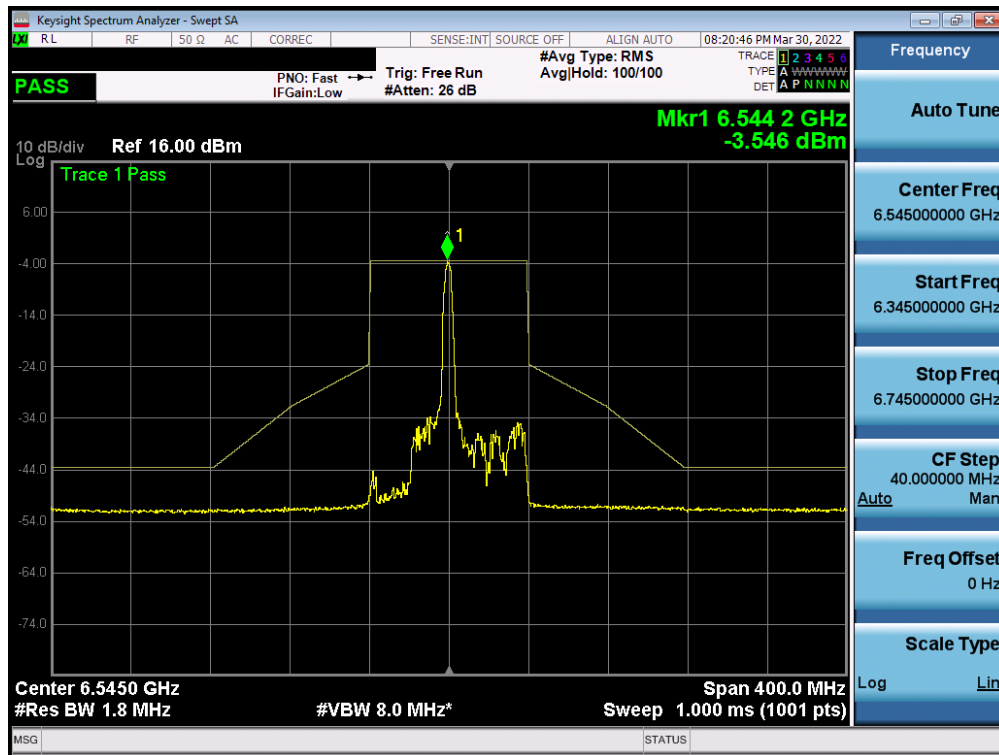 Keysight Spectrum Analyzer - Swept SA
LXI RL RF 50 Ω AC CORREC SENSE:INT SOURCE OFF ALIGN AUTO 08:20:46 PM Mar 30, 2022
PASS
PNO: Fast
IFGain:Low
Trig: Free Run
#Atten: 26 dB
#Avg Type: RMS
Avg|Hold: 100/100
TRACE 1 2 3 4 5 6
TYPE A WWWWW
DET A P N N N N
Mkr1 6.544 2 GHz
-3.546 dBm
10 dB/div Ref 16.00 dBm
Log
Trace 1 Pass
1
6.00
-4.00
-14.0
-24.0
-34.0
-44.0
-54.0
-64.0
-74.0
Center 6.5450 GHz Span 400.0 MHz
#Res BW 1.8 MHz #VBW 8.0 MHz* Sweep 1.000 ms (1001 pts)
MSG STATUS
Frequency
Auto Tune
Center Freq
6.545000000 GHz
Start Freq
6.345000000 GHz
Stop Freq
6.745000000 GHz
CF Step
40.000000 MHz
Auto Man
Freq Offset
0 Hz
Scale Type
Log Lin